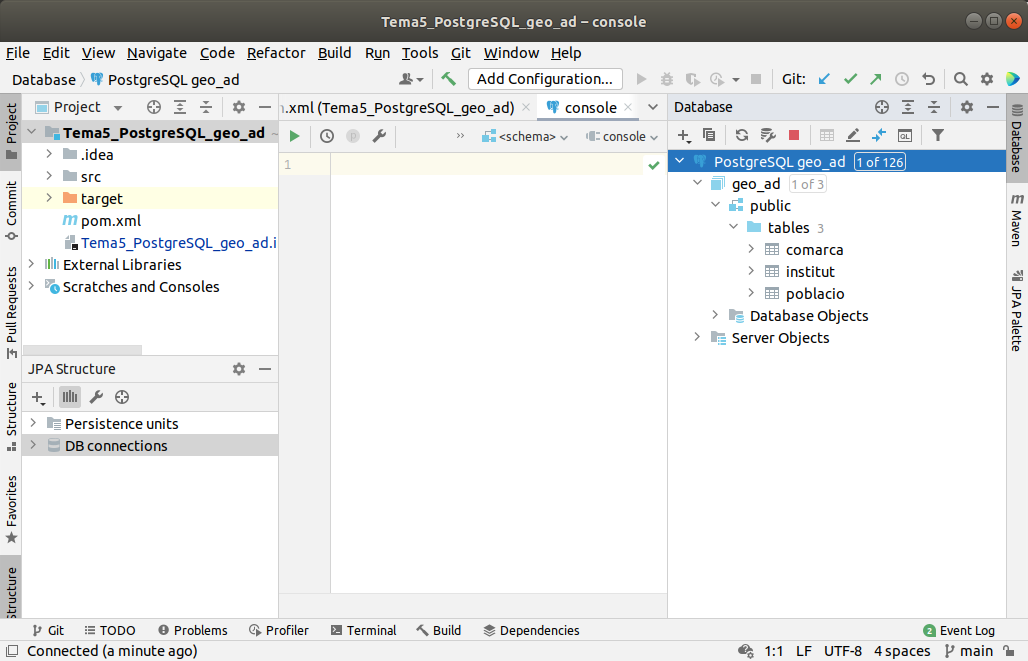 Tema5_PostgreSQL_geo_ad – console
File Edit View Navigate Code Refactor Build Run Tools Git Window Help
Database PostgreSQL geo_ad Add Configuration... Git:
Project
n.xml (Tema5_PostgreSQL_geo_ad) console
Database
Tema5_PostgreSQL_geo_ad
.idea
src
target
pom.xml
Tema5_PostgreSQL_geo_ad.i
External Libraries
Scratches and Consoles
JPA Structure
Persistence units
DB connections
<schema> console
1
PostgreSQL geo_ad 1 of 126
geo_ad 1 of 3
public
tables 3
comarca
institut
poblacio
Database Objects
Server Objects
Project
Commit
Pull Requests
Structure
Favorites
Structure
Database
Maven
JPA Palette
QL
Git TODO Problems Profiler Terminal Build Dependencies 2 Event Log
Connected (a minute ago) 1:1 LF UTF-8 4 spaces main